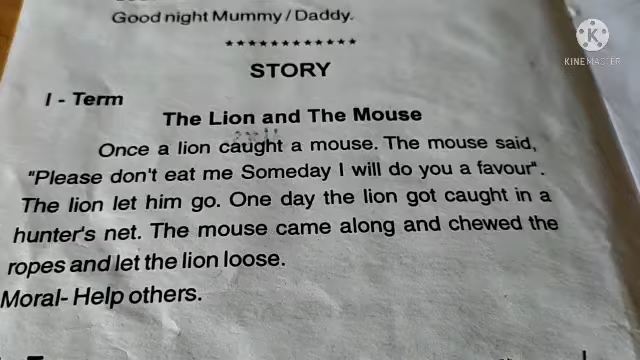 Good night Mummy / Daddy.
************
STORY
I - Term
The Lion and The Mouse
Once a lion caught a mouse. The mouse said,
"Please don't eat me Someday I will do you a favour".
The lion let him go. One day the lion got caught in a
hunter's net. The mouse came along and chewed the
ropes and let the lion loose.
Moral- Help others.
KINEMASTER